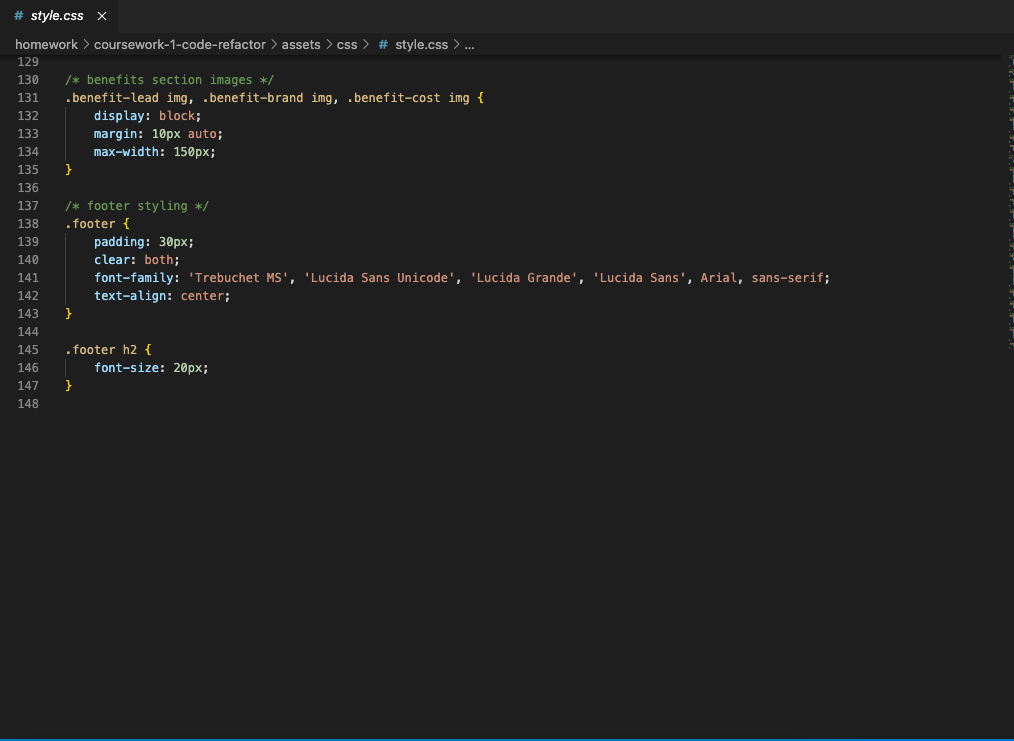 # style.css ×
homework > coursework-1-code-refactor > assets > css > # style.css > ...
129
130 /* benefits section images */
131 .benefit-lead img, .benefit-brand img, .benefit-cost img {
132     display: block;
133     margin: 10px auto;
134     max-width: 150px;
135 }
136
137 /* footer styling */
138 .footer {
139     padding: 30px;
140     clear: both;
141     font-family: 'Trebuchet MS', 'Lucida Sans Unicode', 'Lucida Grande', 'Lucida Sans', Arial, sans-serif;
142     text-align: center;
143 }
144
145 .footer h2 {
146     font-size: 20px;
147 }
148